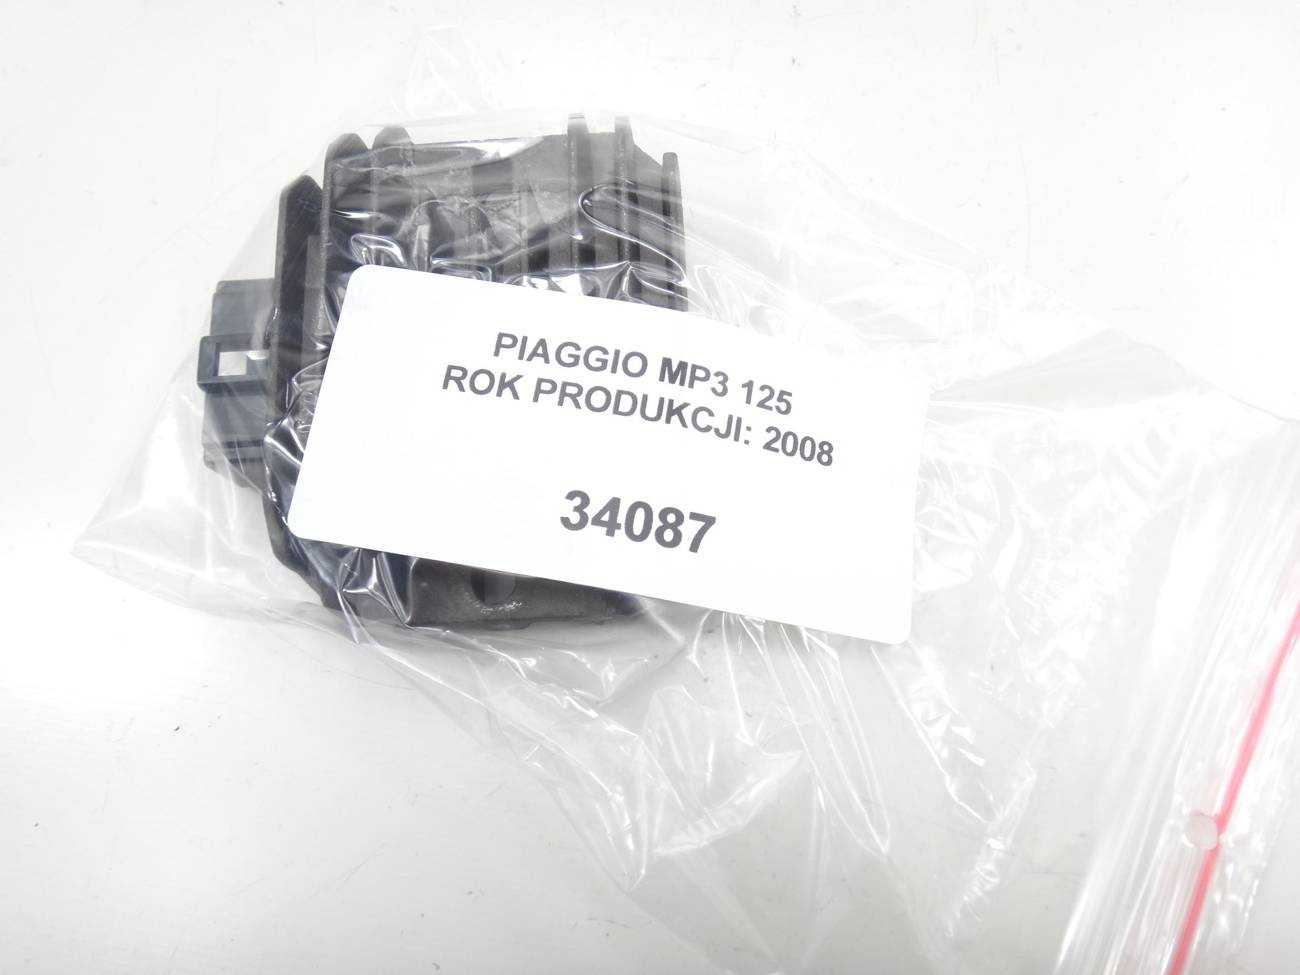 PIAGGIO MP3 125
ROK PRODUKCJI: 2008
34087